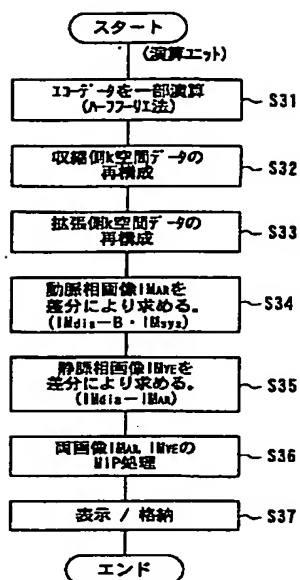 スタート
(演算ユニット)
エコーデータを一部演算
(ハーフフーリエ法)
S31
収縮側k空間データの
再構成
S32
拡張側k空間データの
再構成
S33
動脈相画像IMARを
差分により求める。
(IMdia-B・IMsys)
S34
静脈相画像IMVEを
差分により求める。
(IMdia-IMAR)
S35
両画像IMAR, IMVEの
MIP処理
S36
表示 / 格納
S37
エンド